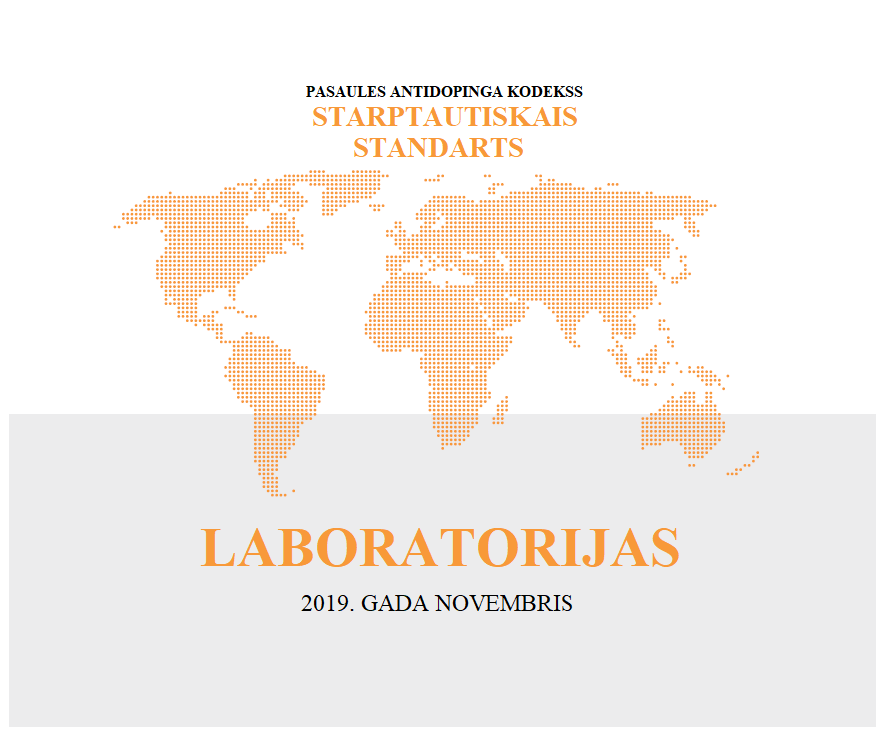 PASAULES ANTIDOPINGA KODEKSS
STARPTAUTISKAIS
STANDARTS
LABORATORIJAS
2019. GADA NOVEMBRIS